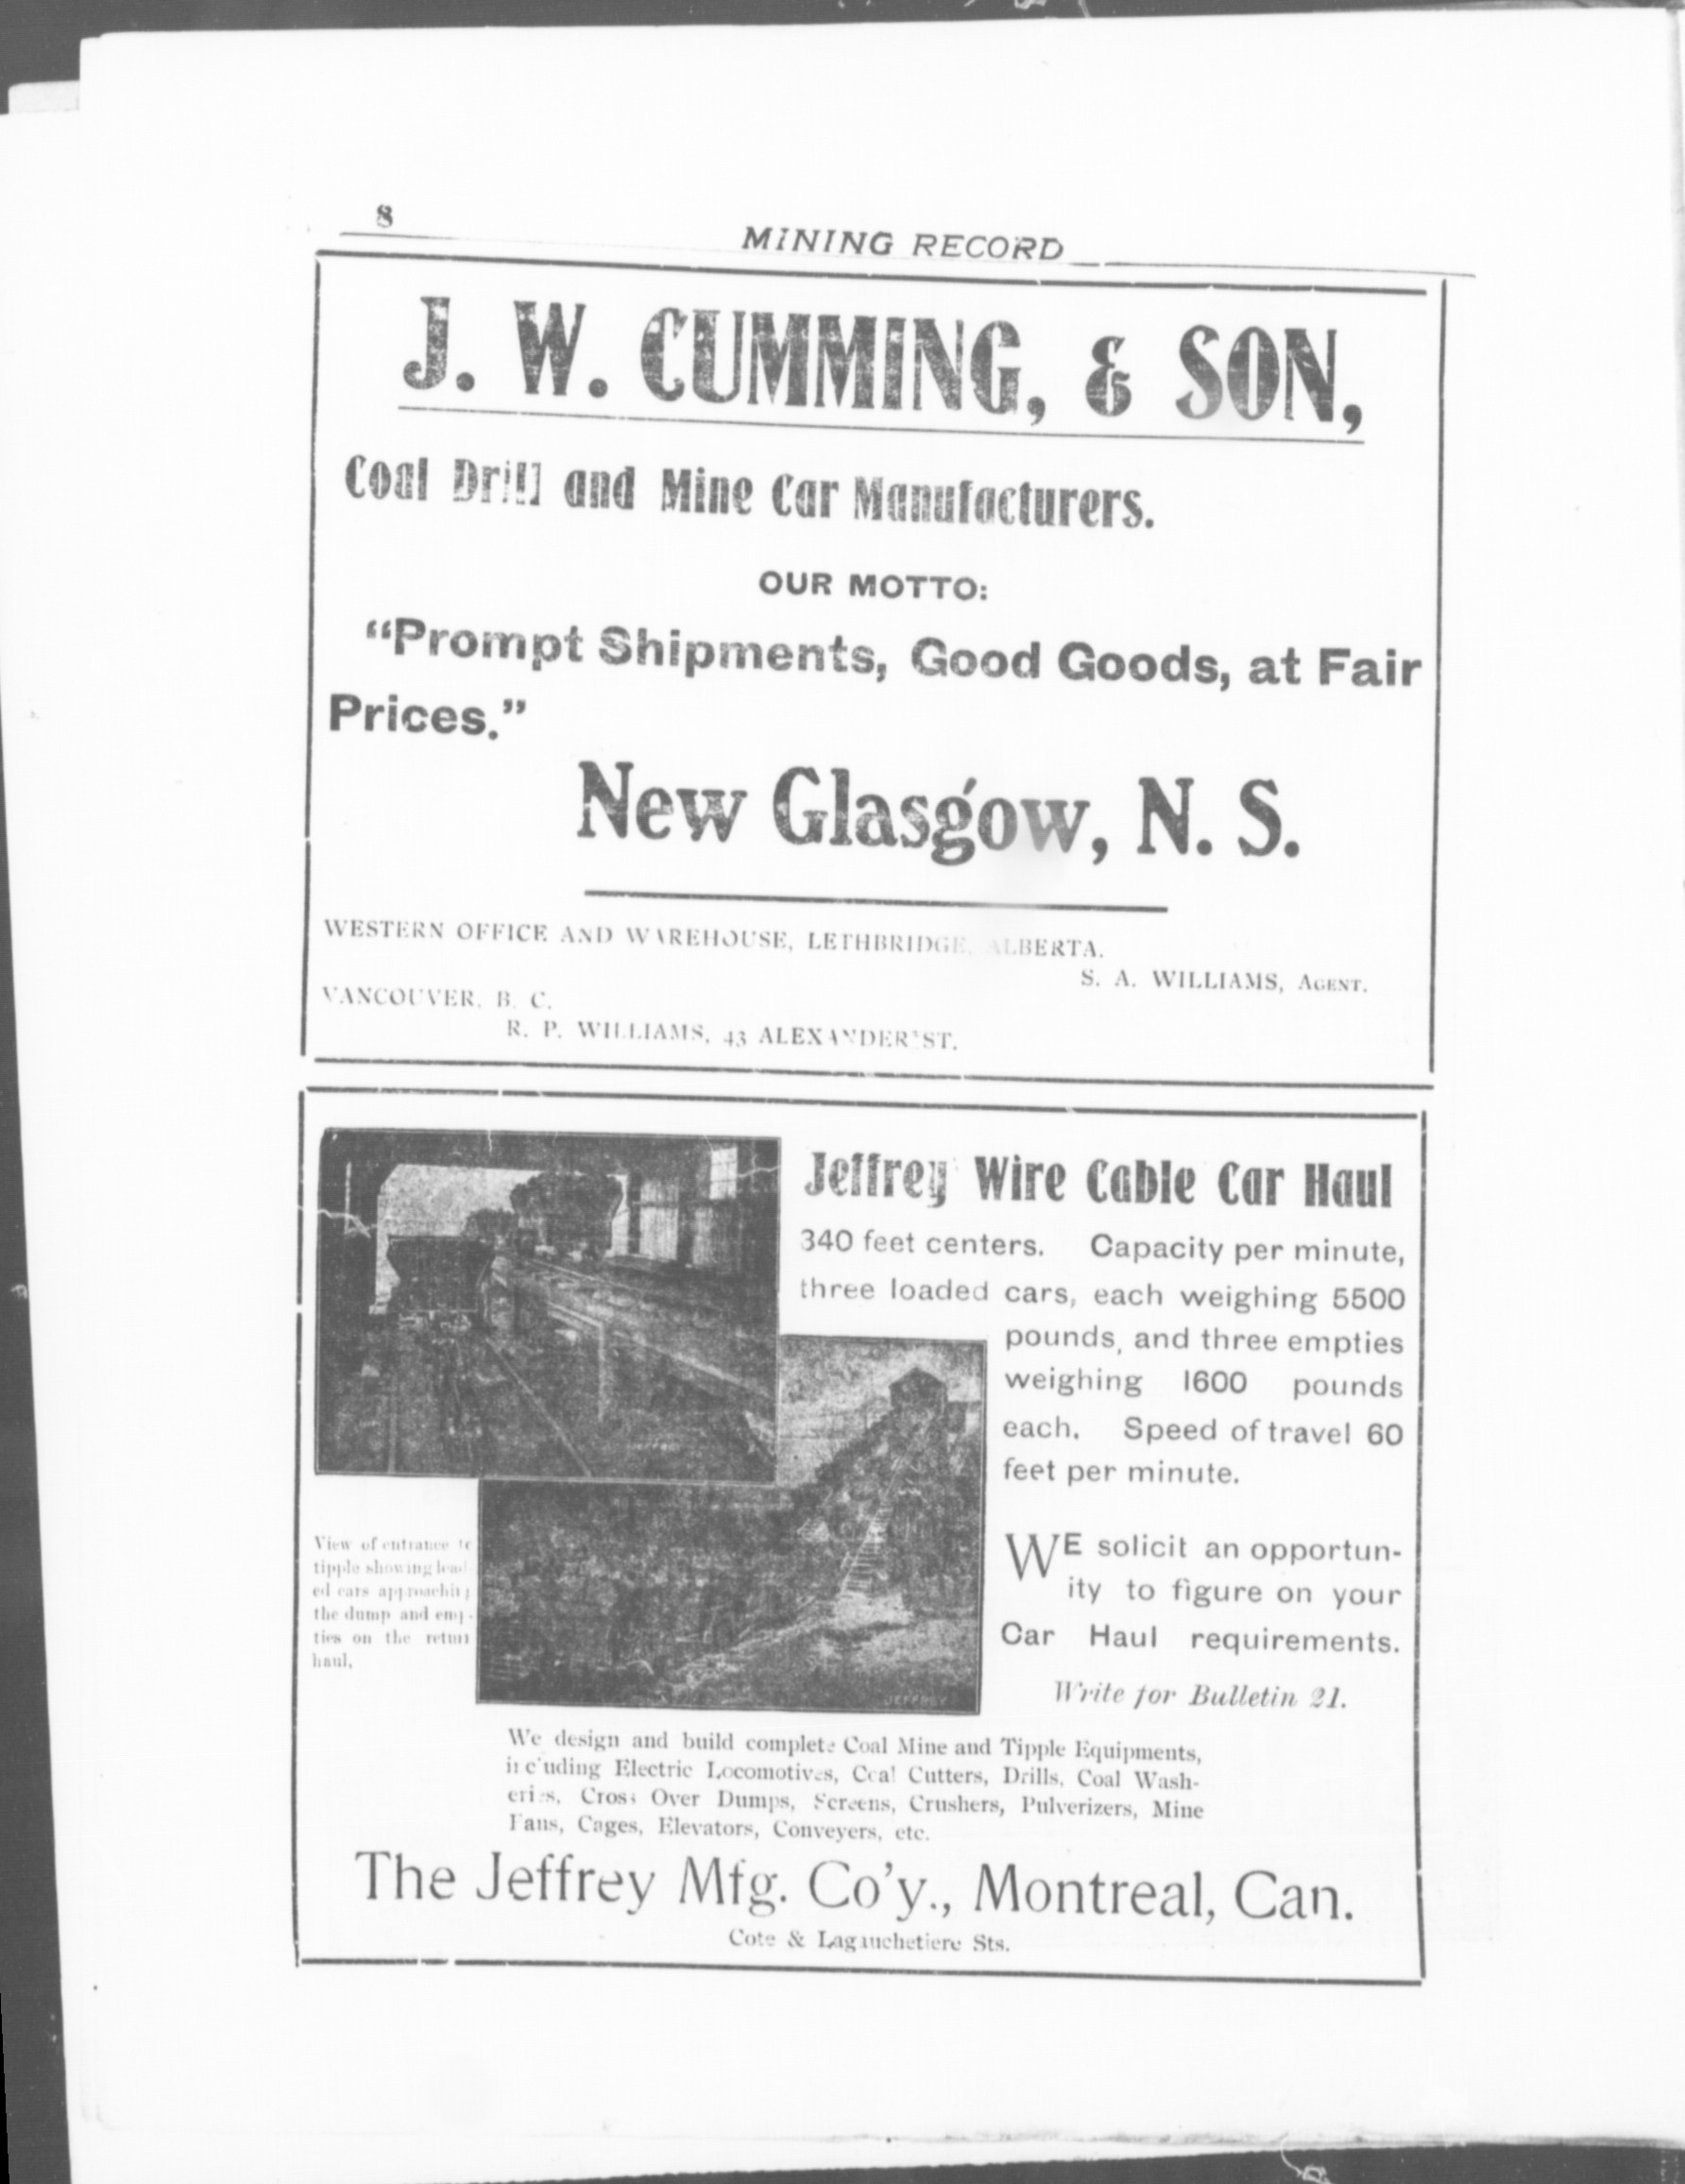 8
MINING RECORD
J. W. CUMMING, & SON,
Coal Drill and Mine Car Manufacturers.
OUR MOTTO:
“Prompt Shipments, Good Goods, at Fair
Prices.”
New Glasgow, N. S.
WESTERN OFFICE AND WAREHOUSE, LETHBRIDGE, ALBERTA.
S. A. WILLIAMS, AGENT.
VANCOUVER, B. C.
R. P. WILLIAMS, 43 ALEXANDER ST.
Jeffrey Wire Cable Car Haul
340 feet centers. Capacity per minute,
three loaded cars, each weighing 5500
pounds, and three empties
weighing 1600 pounds
each. Speed of travel 60
feet per minute.
View of entrance to
tipple showing load
ed cars approaching
the dump and emp-
ties on the return
haul,
WE solicit an opportun-
ity to figure on your
Car Haul requirements.
JEFFREY
Write for Bulletin 21.
We design and build complete Coal Mine and Tipple Equipments,
including Electric Locomotives, Coal Cutters, Drills, Coal Wash-
eries, Cross Over Dumps, Screens, Crushers, Pulverizers, Mine
Fans, Cages, Elevators, Conveyers, etc.
The Jeffrey Mfg. Co’y., Montreal, Can.
Cote & Lagauchetiere Sts.